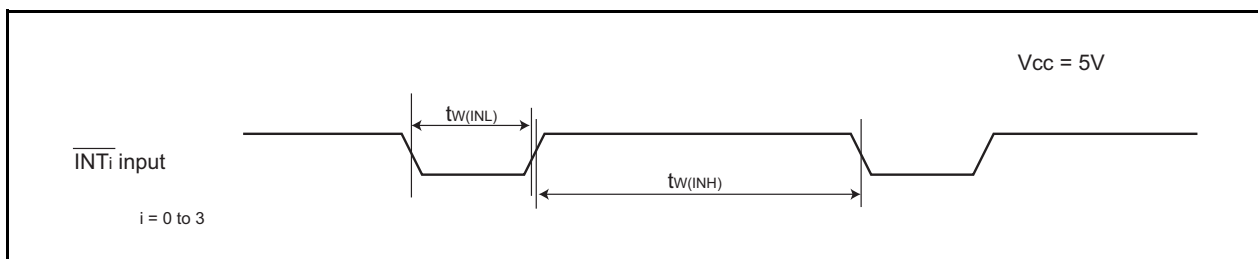 Vcc = 5V
tW(INL)
INTi input
tW(INH)
i = 0 to 3